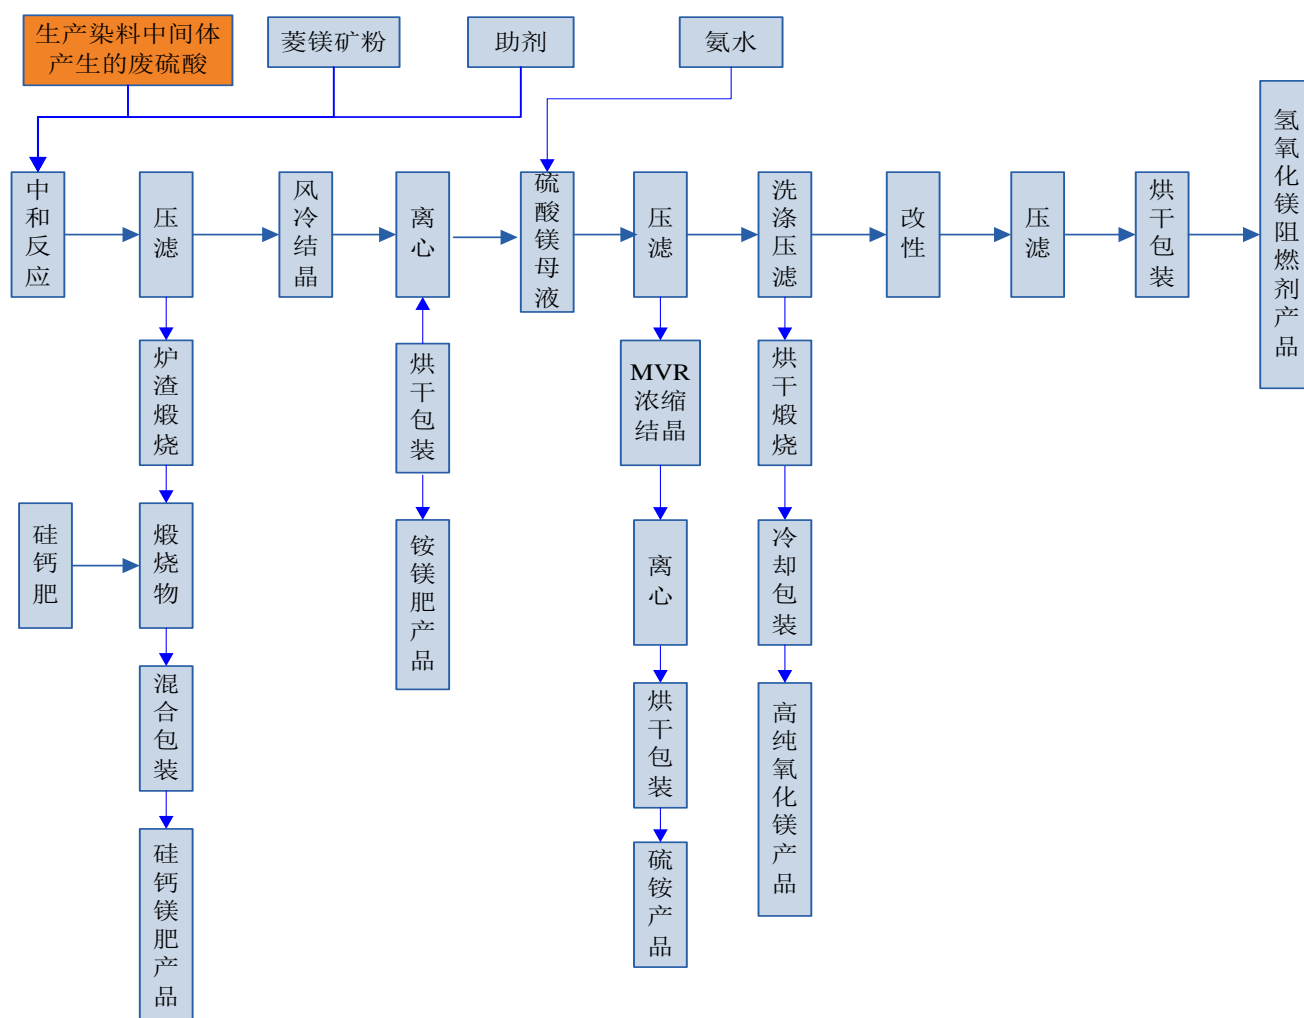 生产染料中间体
产生的废硫酸
菱镁矿粉
助剂
氨水
中和反应
压滤
风冷结晶
离心
硫酸镁母液
压滤
洗涤压滤
改性
压滤
烘干包装
氢氧化镁阻燃剂产品
炉渣煅烧
烘干包装
MVR
浓缩
结晶
烘干煅烧
硅钙肥
煅烧物
铵镁肥产品
离心
冷却包装
混合包装
烘干包装
高纯氧化镁产品
硅钙镁肥产品
硫铵产品